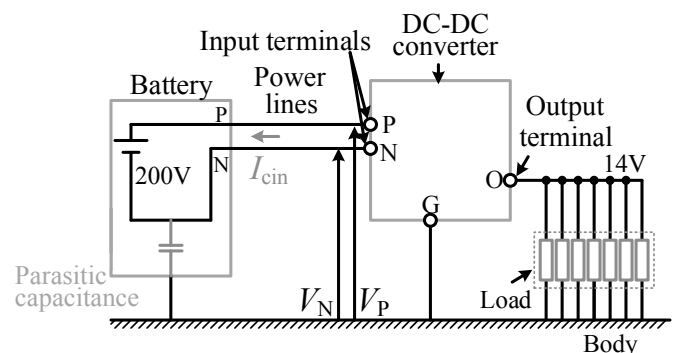 DC-DC
converter
Input terminals
Battery
Power
lines
Output
terminal
P
P
N
N
200V
I_cin
O
14V
G
Parasitic
capacitance
V_N
V_P
Load
Body